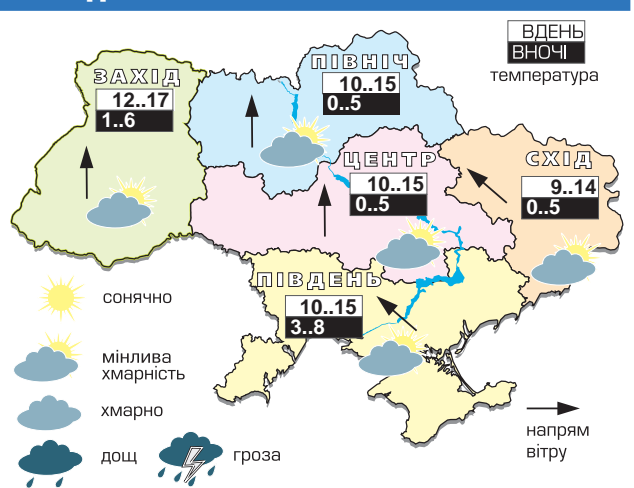 ВДЕНЬ
ВНОЧІ
температура
ЗАХІД
12..17
1..6
ПІВНІЧ
10..15
0..5
ЦЕНТР
10..15
0..5
СХІД
9..14
0..5
ПІВДЕНЬ
10..15
3..8
сонячно
мінлива
хмарність
хмарно
дощ
гроза
напрям
вітру